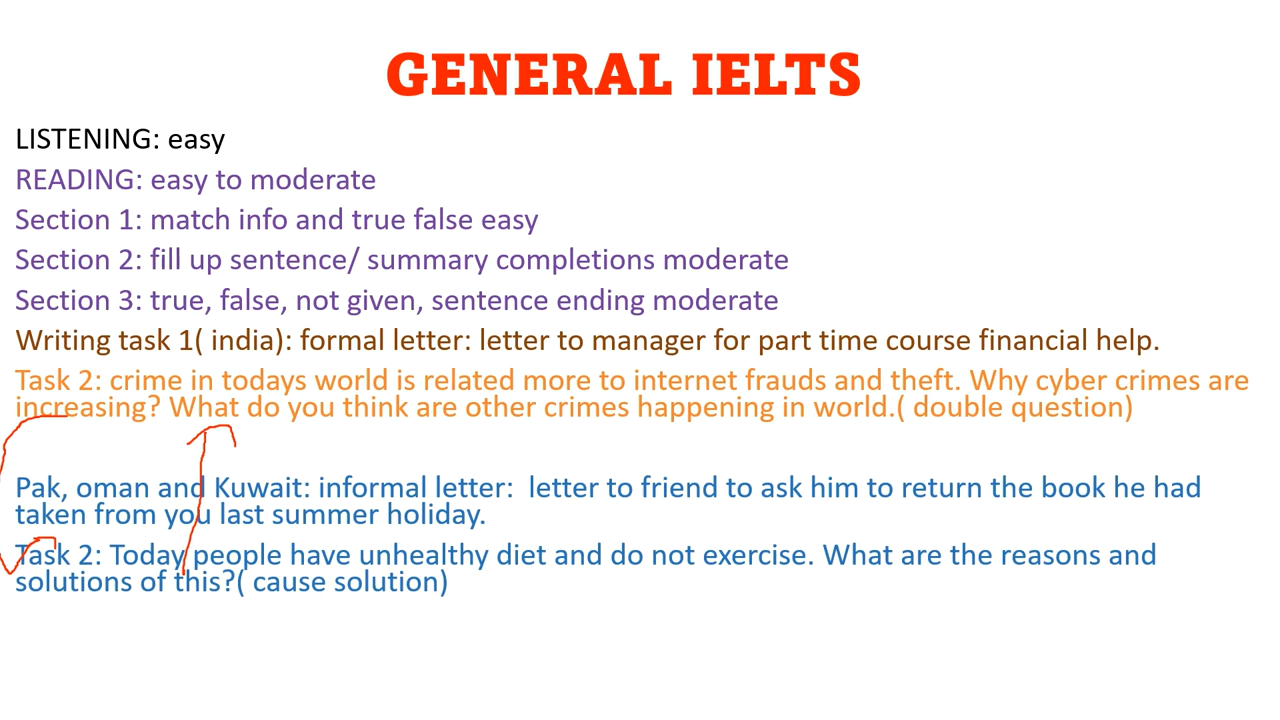 GENERAL IELTS
LISTENING: easy
READING: easy to moderate
Section 1: match info and true false easy
Section 2: fill up sentence/ summary completions moderate
Section 3: true, false, not given, sentence ending moderate
Writing task 1( india): formal letter: letter to manager for part time course financial help.
Task 2: crime in todays world is related more to internet frauds and theft. Why cyber crimes are
increasing? What do you think are other crimes happening in world.( double question)
Pak, oman and Kuwait: informal letter:  letter to friend to ask him to return the book he had
taken from you last summer holiday.
Task 2: Today people have unhealthy diet and do not exercise. What are the reasons and
solutions of this?( cause solution)